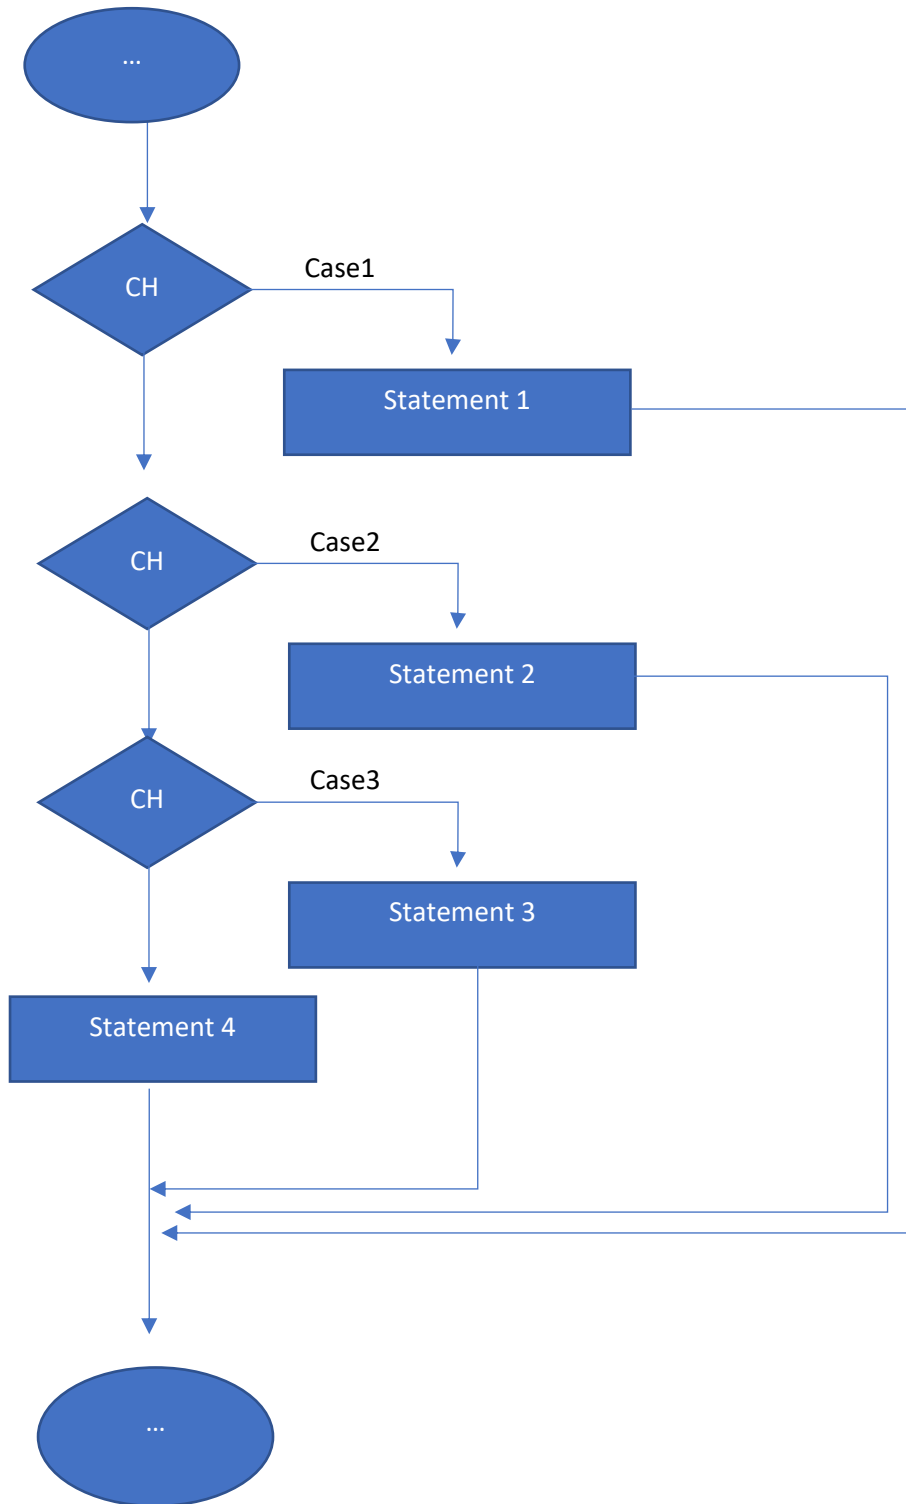 ...
CH
Case1
Statement 1
CH
Case2
Statement 2
CH
Case3
Statement 3
Statement 4
...